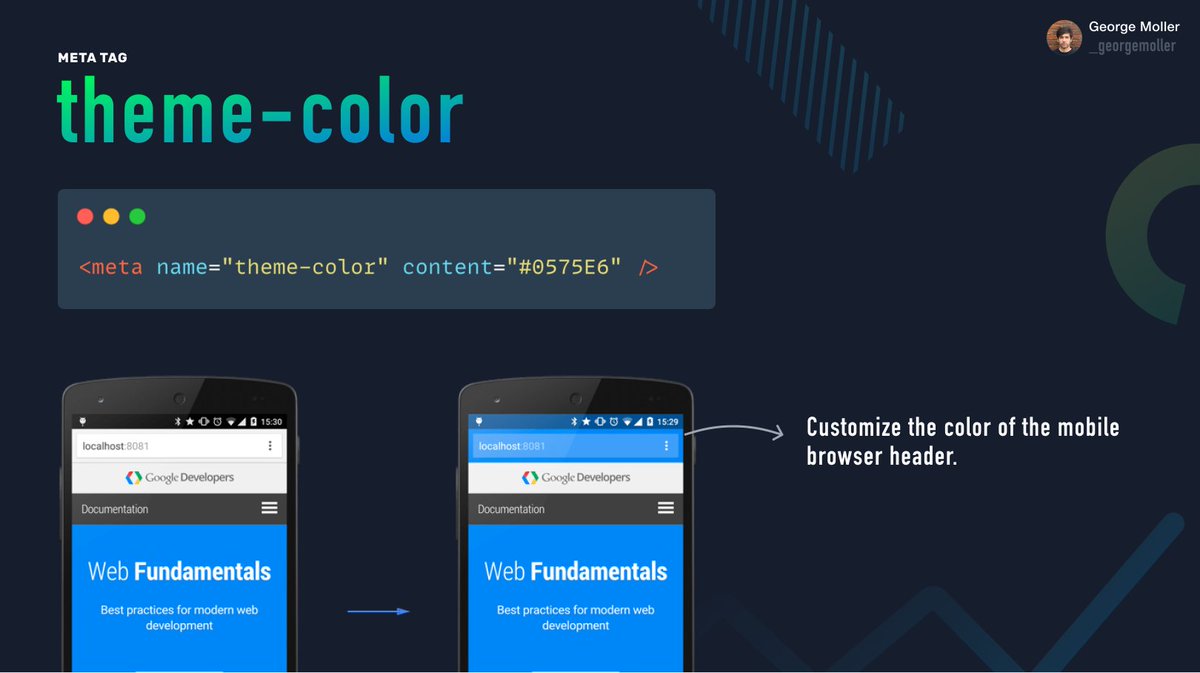 George Moller
_georgemoller
META TAG
theme-color
<meta name="theme-color" content="#0575E6" />
15:30
localhost:8081
Google Developers
Documentation
Web Fundamentals
Best practices for modern web
development
15:29
localhost:8081
Google Developers
Documentation
Web Fundamentals
Best practices for modern web
development
Customize the color of the mobile
browser header.